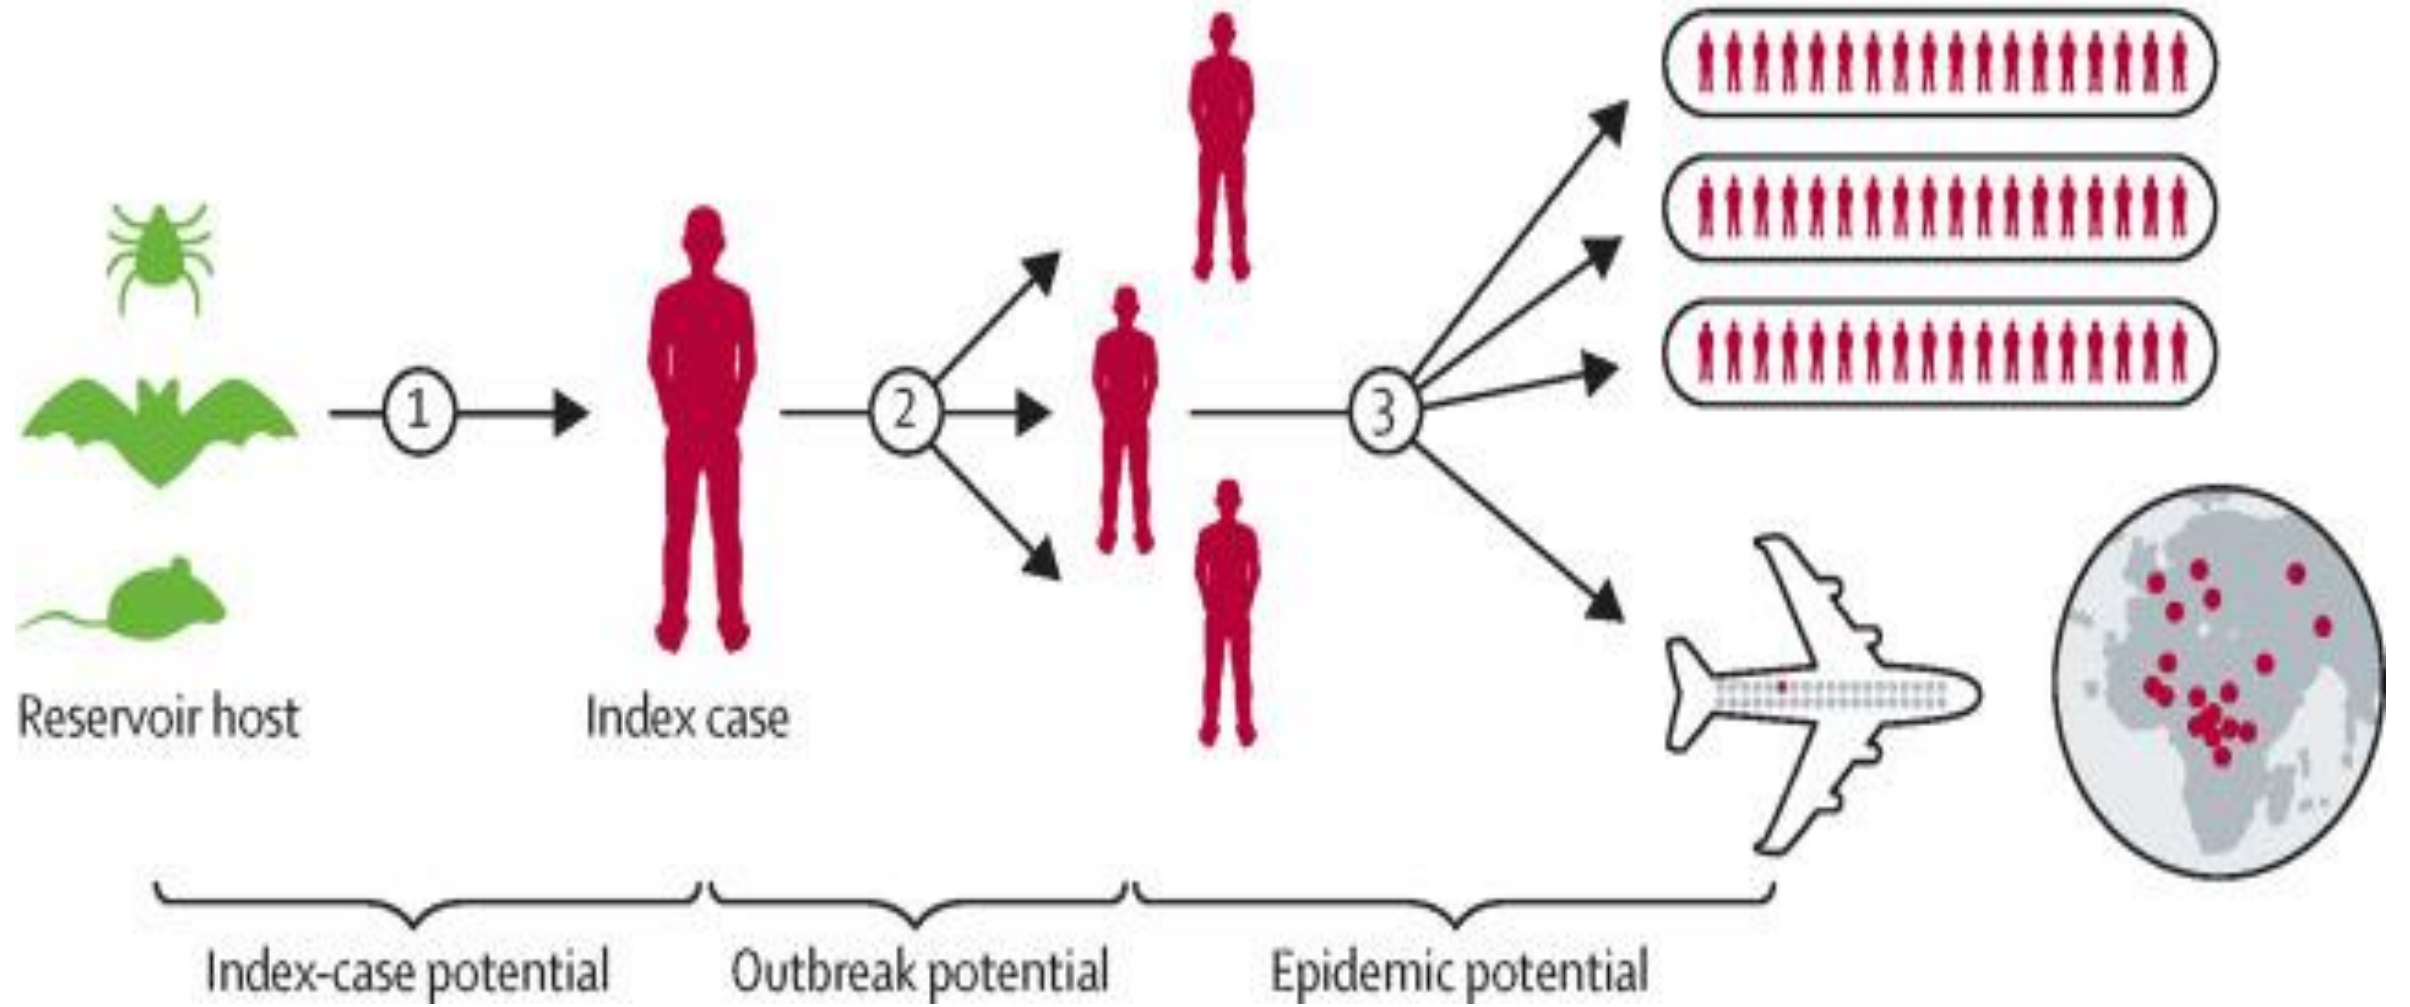 1
2
3
Reservoir host
Index case
Index-case potential
Outbreak potential
Epidemic potential